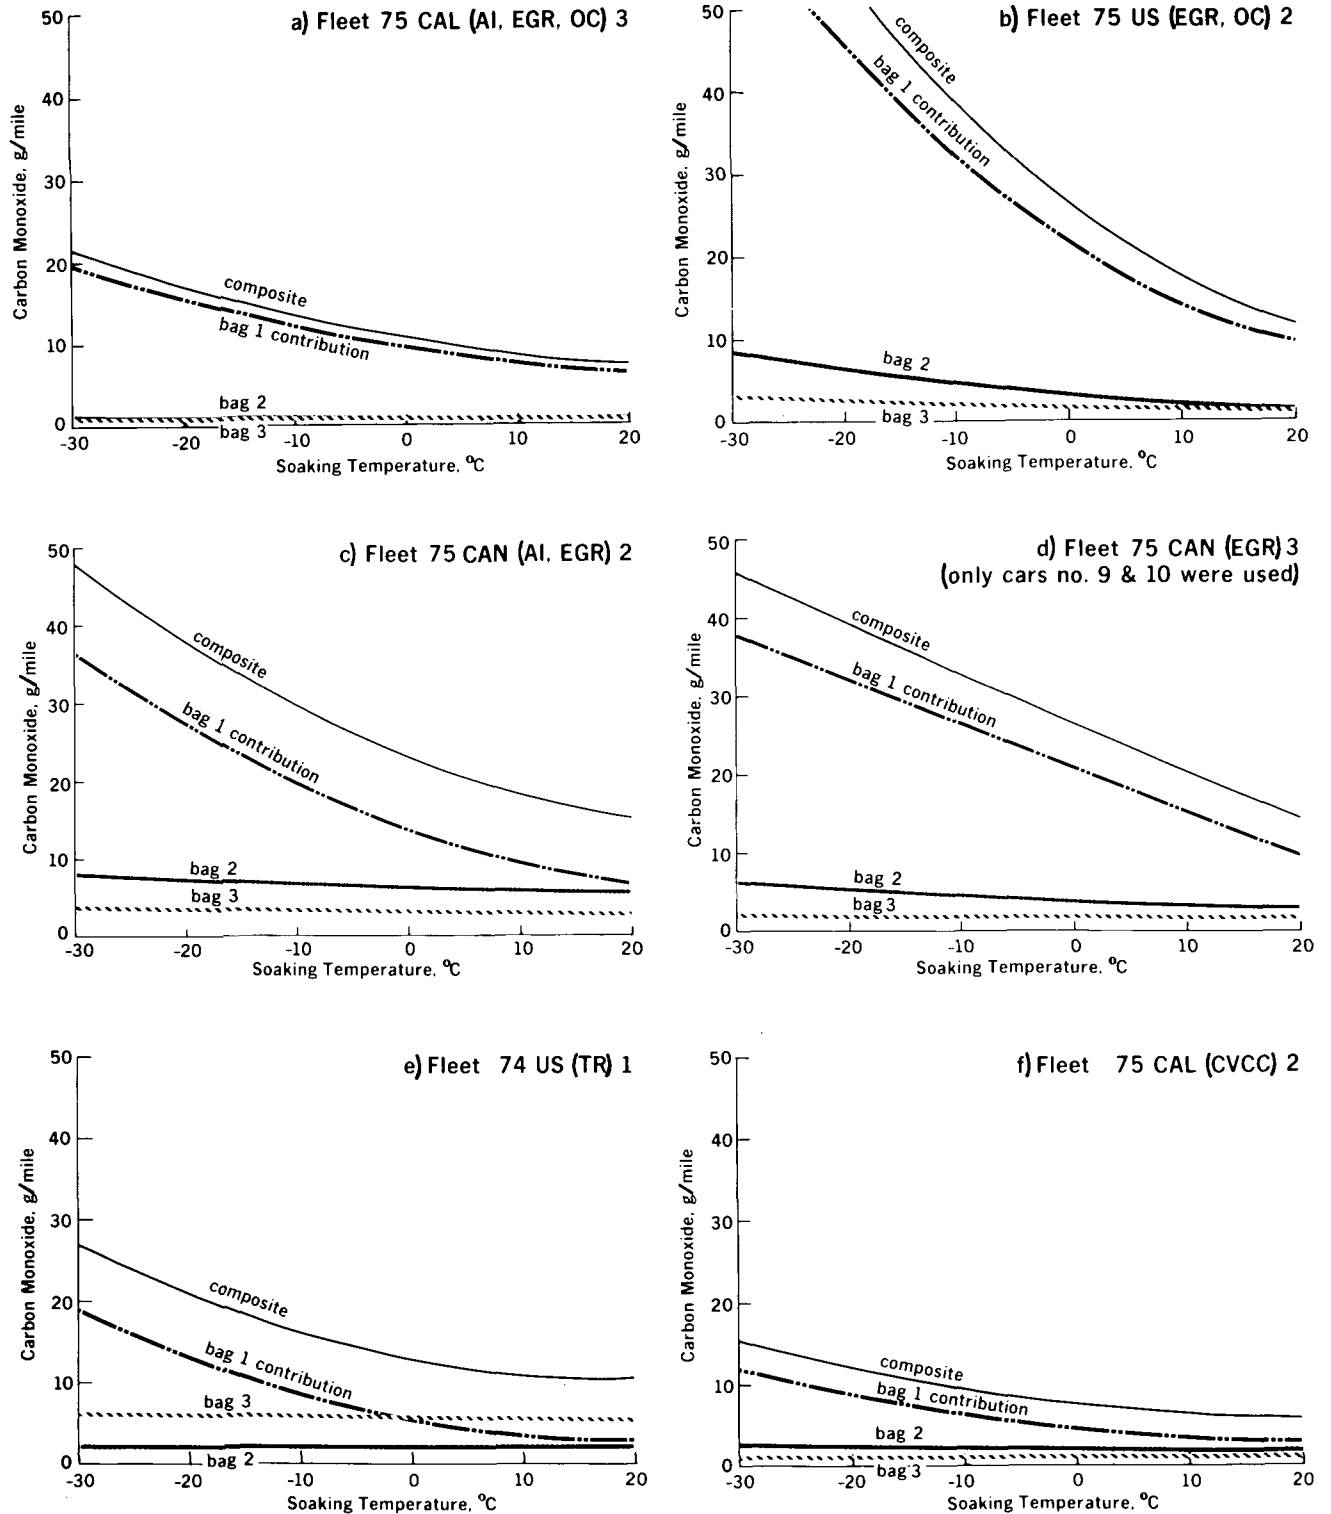 a) Fleet 75 CAL (AI, EGR, OC) 3
50
40
30
20
10
0
Carbon Monoxide, g/mile
composite
bag 1 contribution
bag 2
bag 3
-30 -20 -10 0 10 20
Soaking Temperature, °C
b) Fleet 75 US (EGR, OC) 2
50
40
30
20
10
0
Carbon Monoxide, g/mile
composite
bag 1 contribution
bag 2
bag 3
-30 -20 -10 0 10 20
Soaking Temperature, °C
c) Fleet 75 CAN (AI, EGR) 2
50
40
30
20
10
0
Carbon Monoxide, g/mile
composite
bag 1 contribution
bag 2
bag 3
-30 -20 -10 0 10 20
Soaking Temperature, °C
d) Fleet 75 CAN (EGR) 3
(only cars no. 9 & 10 were used)
50
40
30
20
10
0
Carbon Monoxide, g/mile
composite
bag 1 contribution
bag 2
bag 3
-30 -20 -10 0 10 20
Soaking Temperature, °C
e) Fleet 74 US (TR) 1
50
40
30
20
10
0
Carbon Monoxide, g/mile
composite
bag 1 contribution
bag 3
bag 2
-30 -20 -10 0 10 20
Soaking Temperature, °C
f) Fleet 75 CAL (CVCC) 2
50
40
30
20
10
0
Carbon Monoxide, g/mile
composite
bag 1 contribution
bag 2
bag 3
-30 -20 -10 0 10 20
Soaking Temperature, °C